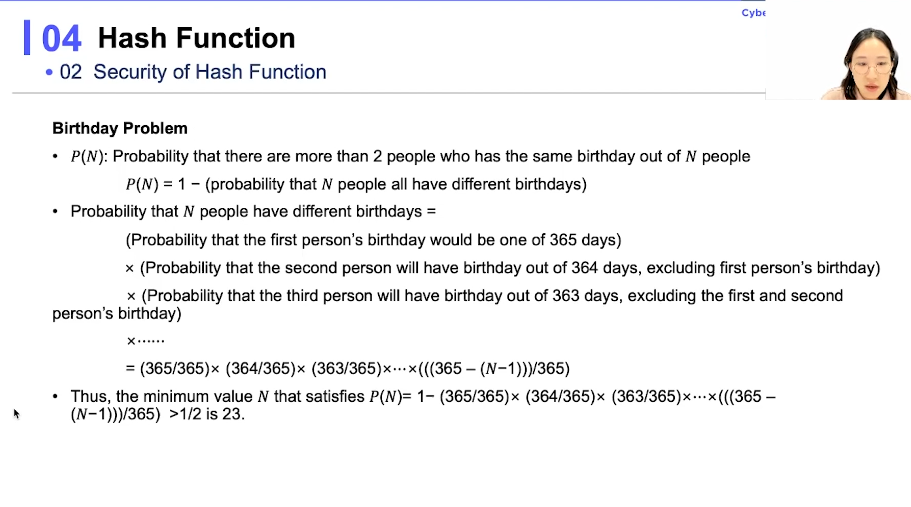 Cybe
04 Hash Function
• 02 Security of Hash Function
Birthday Problem
• P(N): Probability that there are more than 2 people who has the same birthday out of N people
P(N) = 1 − (probability that N people all have different birthdays)
• Probability that N people have different birthdays =
(Probability that the first person's birthday would be one of 365 days)
× (Probability that the second person will have birthday out of 364 days, excluding first person's birthday)
× (Probability that the third person will have birthday out of 363 days, excluding the first and second
person's birthday)
×⋯⋯
= (365/365)× (364/365)× (363/365)×⋯×(((365 – (N−1)))/365)
• Thus, the minimum value N that satisfies P(N)= 1− (365/365)× (364/365)× (363/365)×⋯×(((365 –
(N−1)))/365) >1/2 is 23.